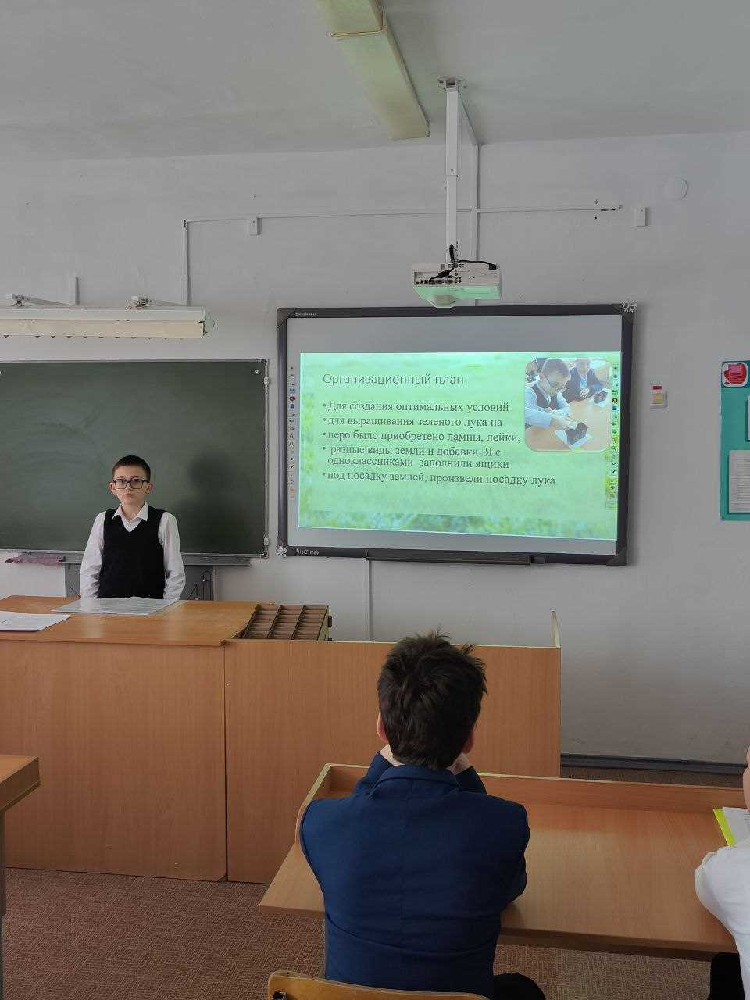 Организационный план
• Для создания оптимальных условий
• для выращивания зеленого лука на
• перо было приобретено лампы, лейки,
• разные виды земли и добавки. Я с
одноклассниками заполнили ящики
• под посадку землей, произвели посадку лука